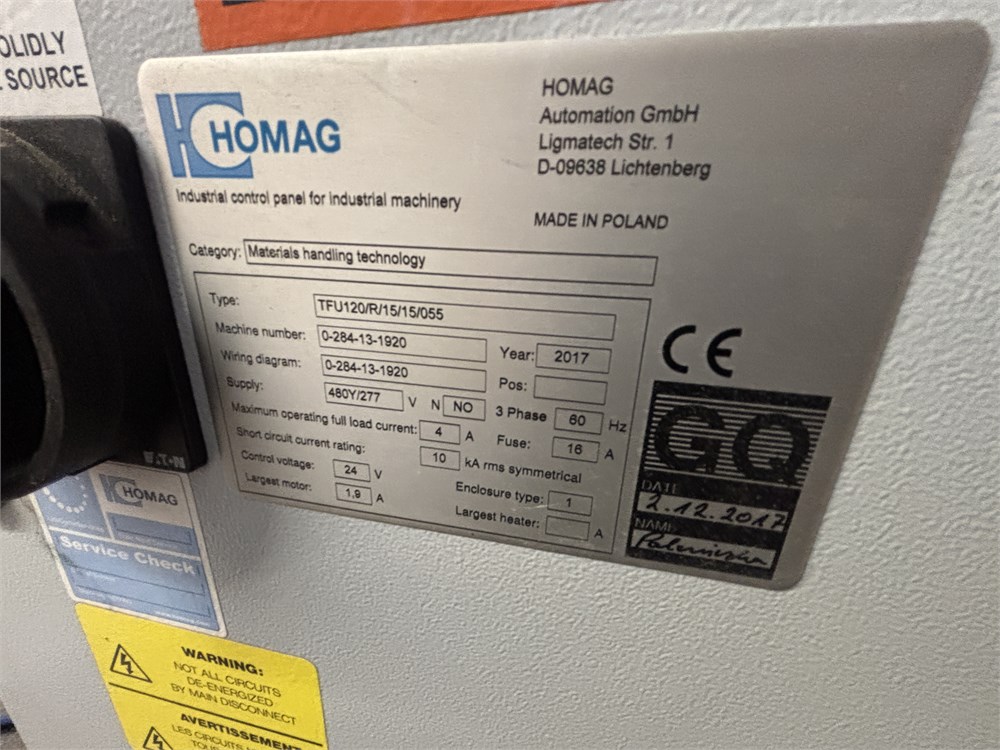 OLIDLY
SOURCE
HOMAG
HOMAG
Automation GmbH
Ligmatech Str. 1
D-09638 Lichtenberg
Industrial control panel for industrial machinery
MADE IN POLAND
Category: Materials handling technology
Type: TFU120/R/15/15/055
Machine number: 0-284-13-1920 Year: 2017
Wiring diagram: 0-284-13-1920 Pos:
Supply: 480Y/277 V N NO 3 Phase 60 Hz
Maximum operating full load current: 4 A Fuse: 16 A
Short circuit current rating: 10 kA rms symmetrical
Control voltage: 24 V Enclosure type: 1
Largest motor: 1,9 A Largest heater: A
CE
GQ
DATE
2.12.2017
NAME
EATON
HOMAG
Service Check
WARNING:
NOT ALL CIRCUITS
DE-ENERGIZED
BY MAIN DISCONNECT
AVERTISSEMENT
LES CIRCUITS